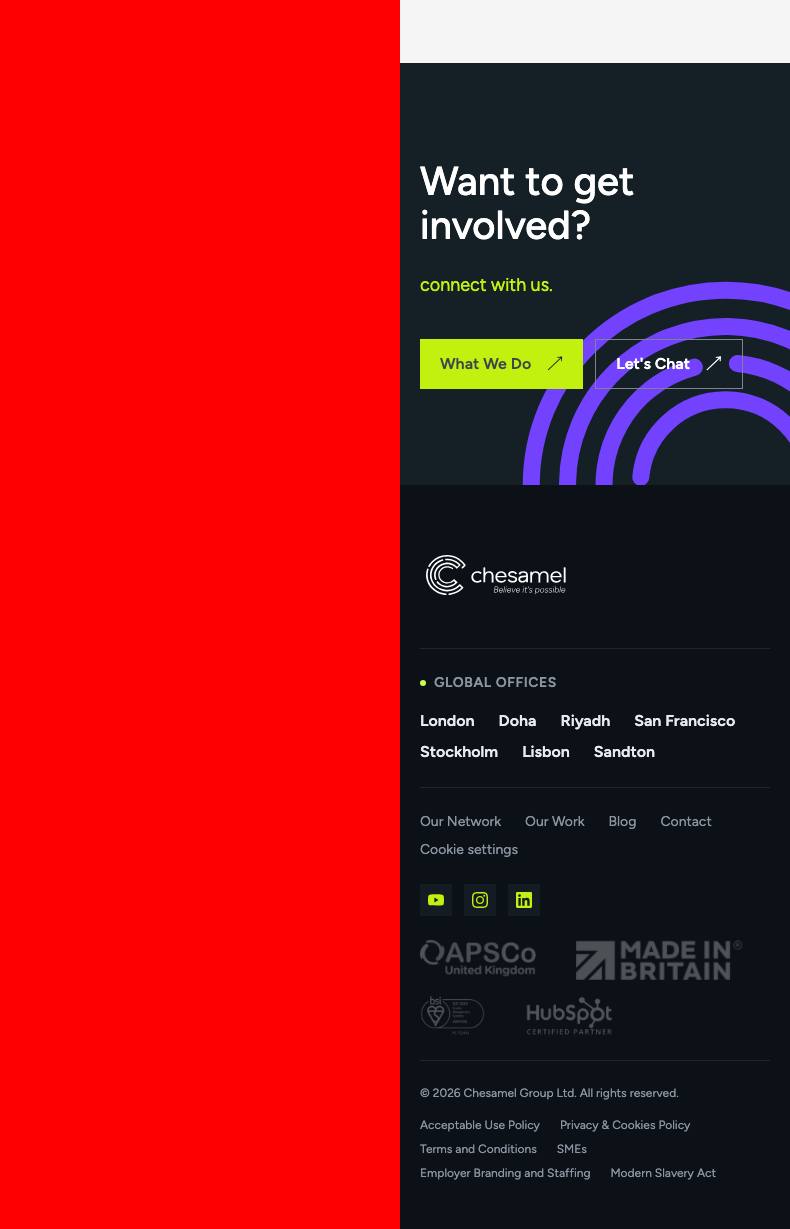 Want to get
involved?
connect with us.
What We Do
Let's Chat
chesamel
Believe it's possible
GLOBAL OFFICES
London Doha Riyadh San Francisco
Stockholm Lisbon Sandton
Our Network Our Work Blog Contact
Cookie settings
APSCo
United Kingdom
MADE IN
BRITAIN®
bsi
HubSpot
CERTIFIED PARTNER
© 2026 Chesamel Group Ltd. All rights reserved.
Acceptable Use Policy Privacy & Cookies Policy
Terms and Conditions SMEs
Employer Branding and Staffing Modern Slavery Act